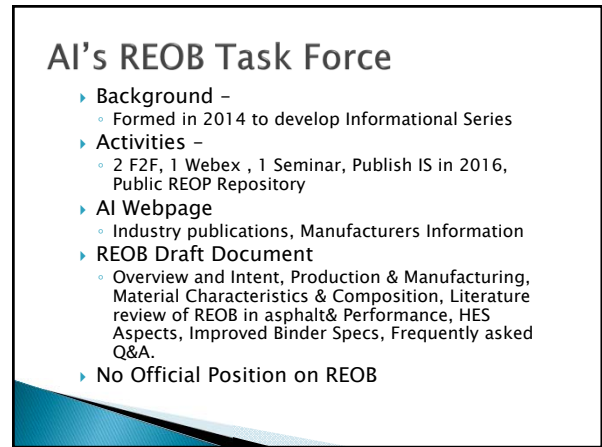 AI's REOB Task Force
Background –
Formed in 2014 to develop Informational Series
Activities –
2 F2F, 1 Webex , 1 Seminar, Publish IS in 2016,
Public REOP Repository
AI Webpage
Industry publications, Manufacturers Information
REOB Draft Document
Overview and Intent, Production & Manufacturing,
Material Characteristics & Composition, Literature
review of REOB in asphalt& Performance, HES
Aspects, Improved Binder Specs, Frequently asked
Q&A.
No Official Position on REOB